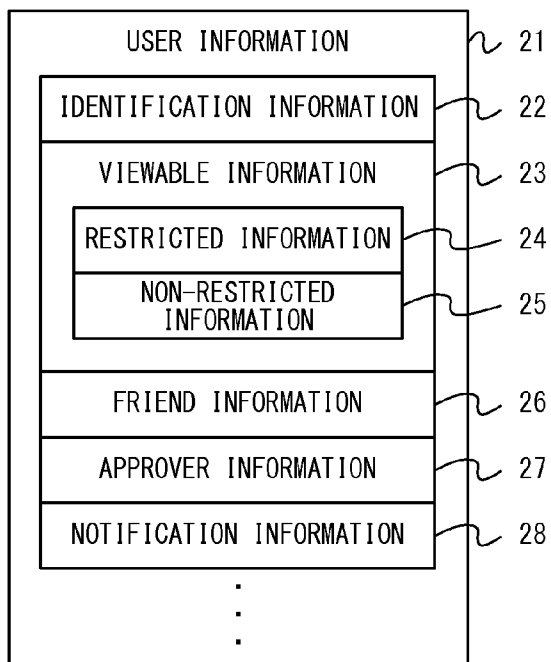 USER INFORMATION 21
IDENTIFICATION INFORMATION 22
VIEWABLE INFORMATION 23
RESTRICTED INFORMATION 24
NON-RESTRICTED
INFORMATION 25
FRIEND INFORMATION 26
APPROVER INFORMATION 27
NOTIFICATION INFORMATION 28